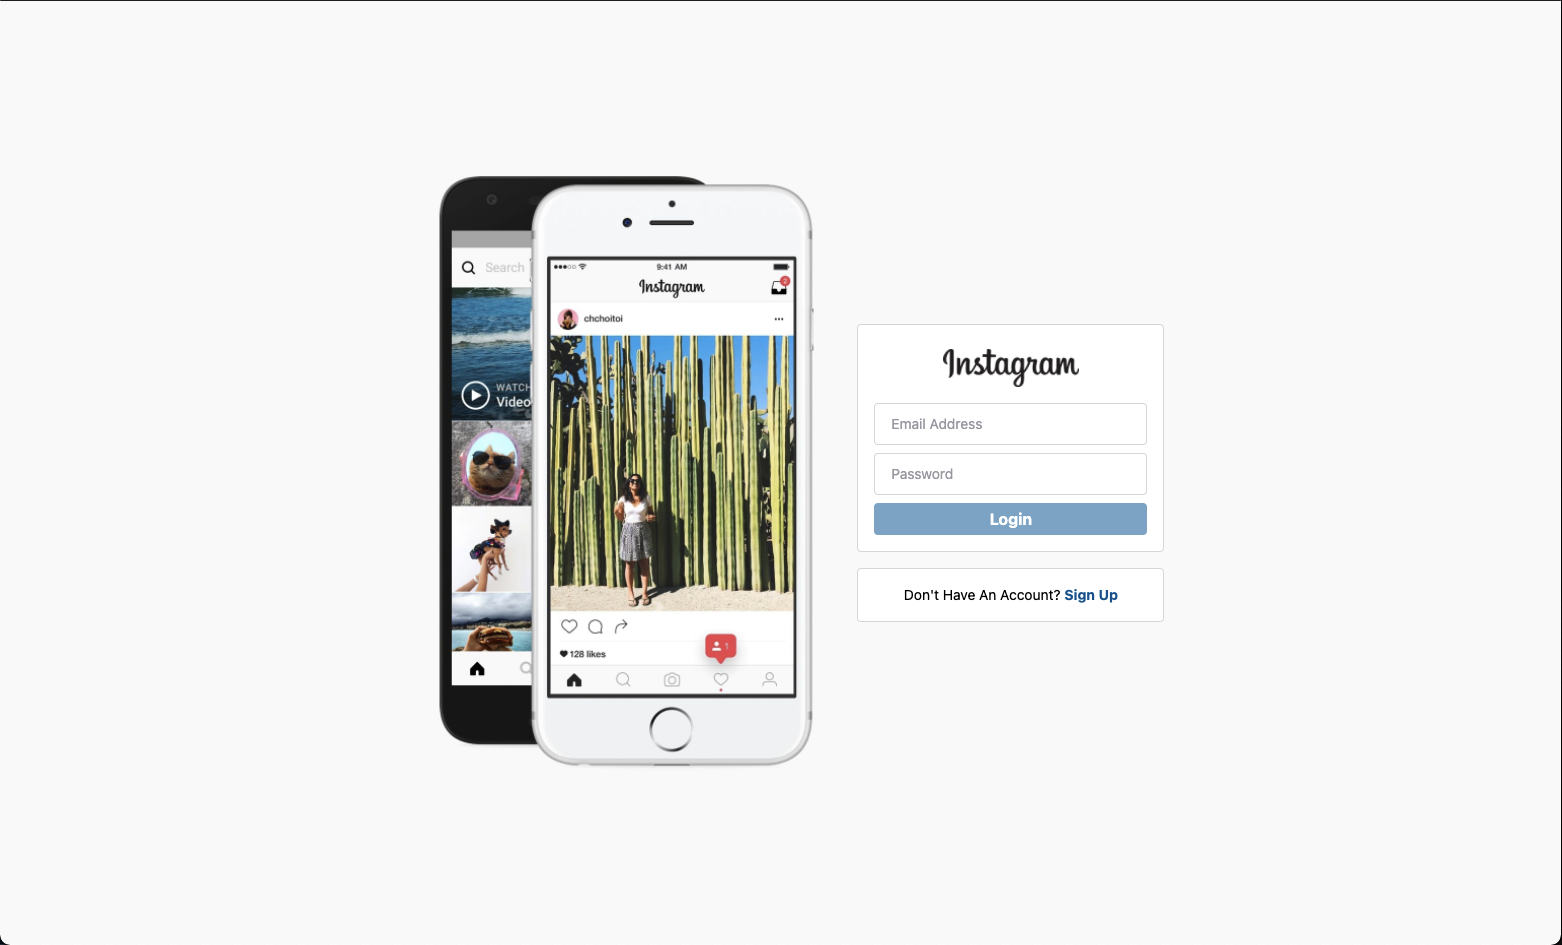 Search
WATCH
Video
9:41 AM
Instagram
2
chchoitoi
128 likes
1
Instagram
Email Address
Password
Login
Don't Have An Account? Sign Up